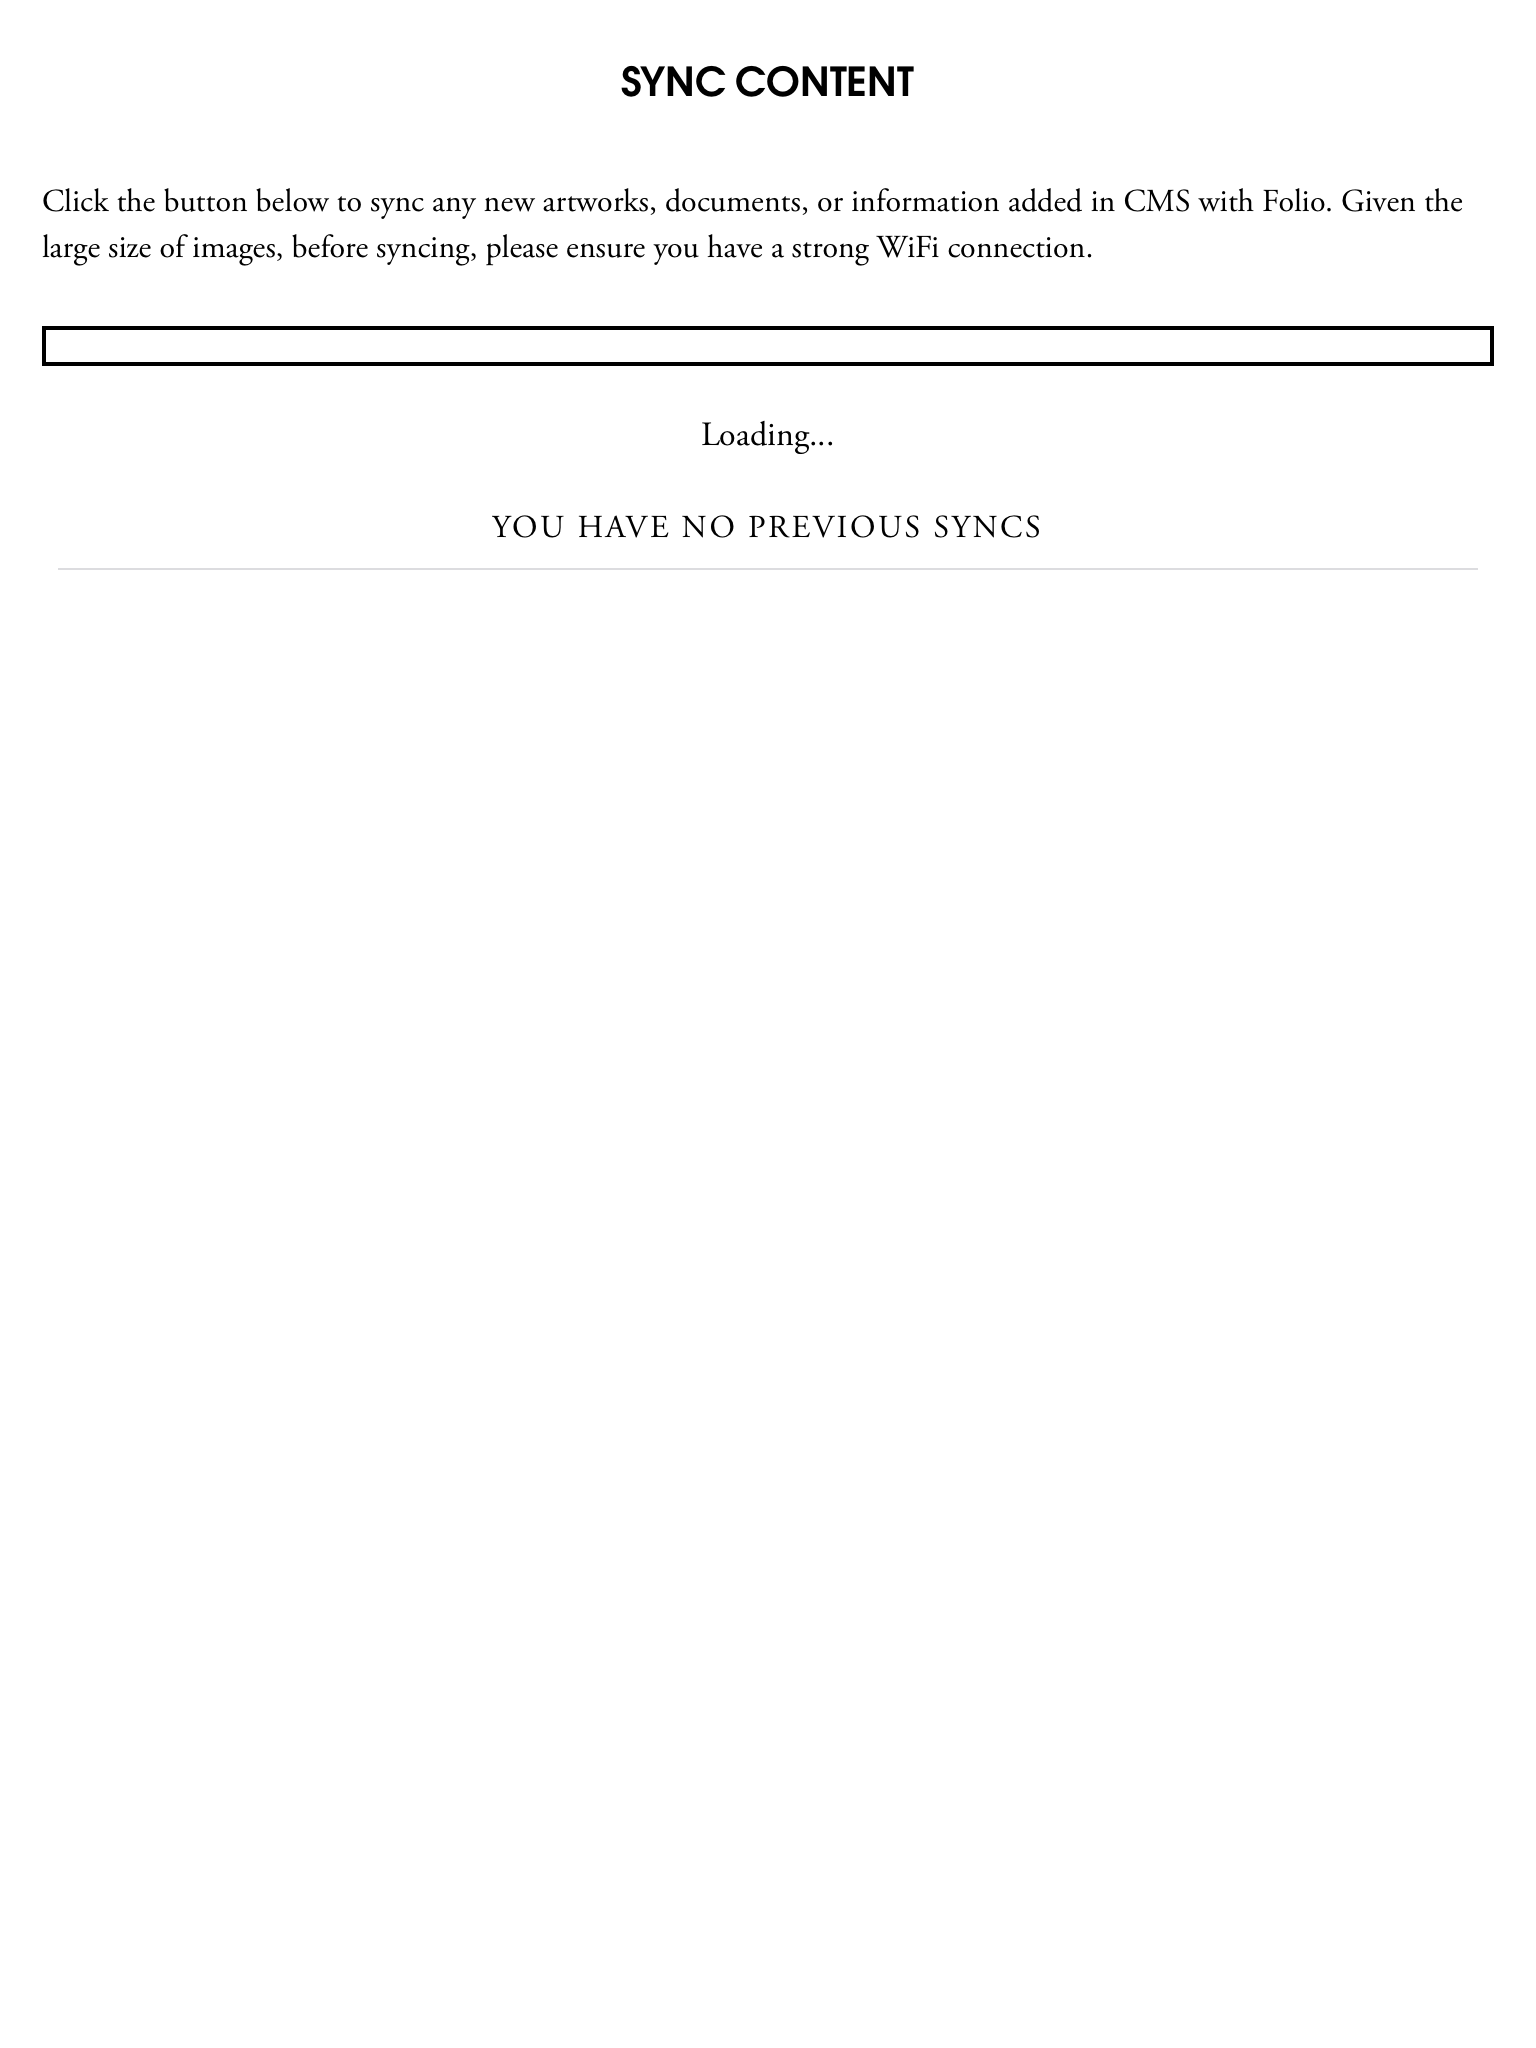 SYNC CONTENT
Click the button below to sync any new artworks, documents, or information added in CMS with Folio. Given the
large size of images, before syncing, please ensure you have a strong WiFi connection.
Loading...
YOU HAVE NO PREVIOUS SYNCS